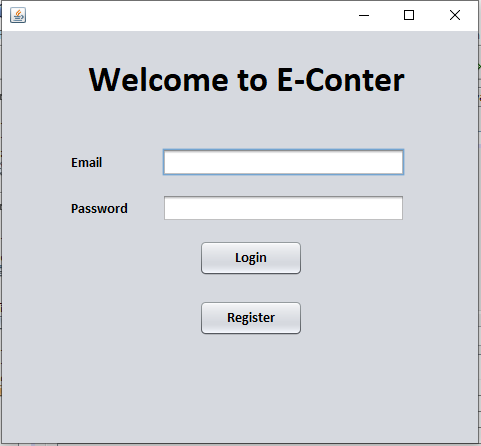 Welcome to E-Conter
Email
Password
Login
Register